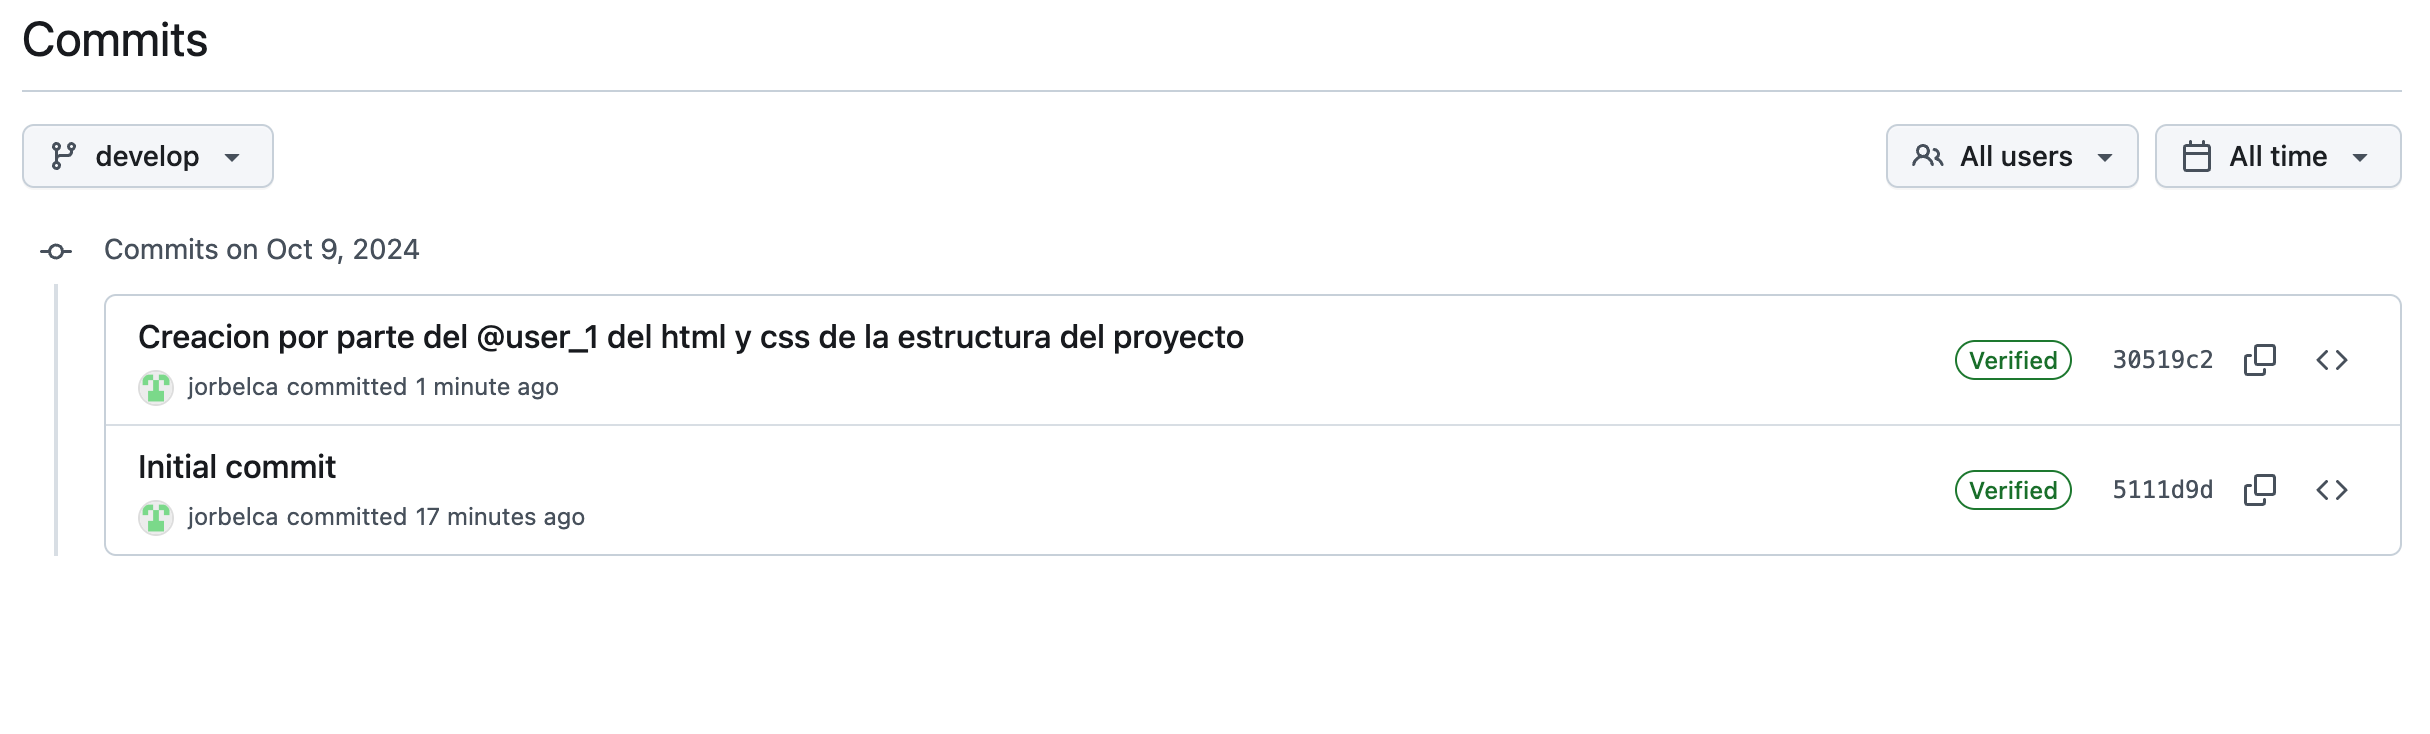 Commits
develop
All users
All time
Commits on Oct 9, 2024
Creacion por parte del @user_1 del html y css de la estructura del proyecto
jorbelca committed 1 minute ago
Verified
30519c2
Initial commit
jorbelca committed 17 minutes ago
Verified
5111d9d